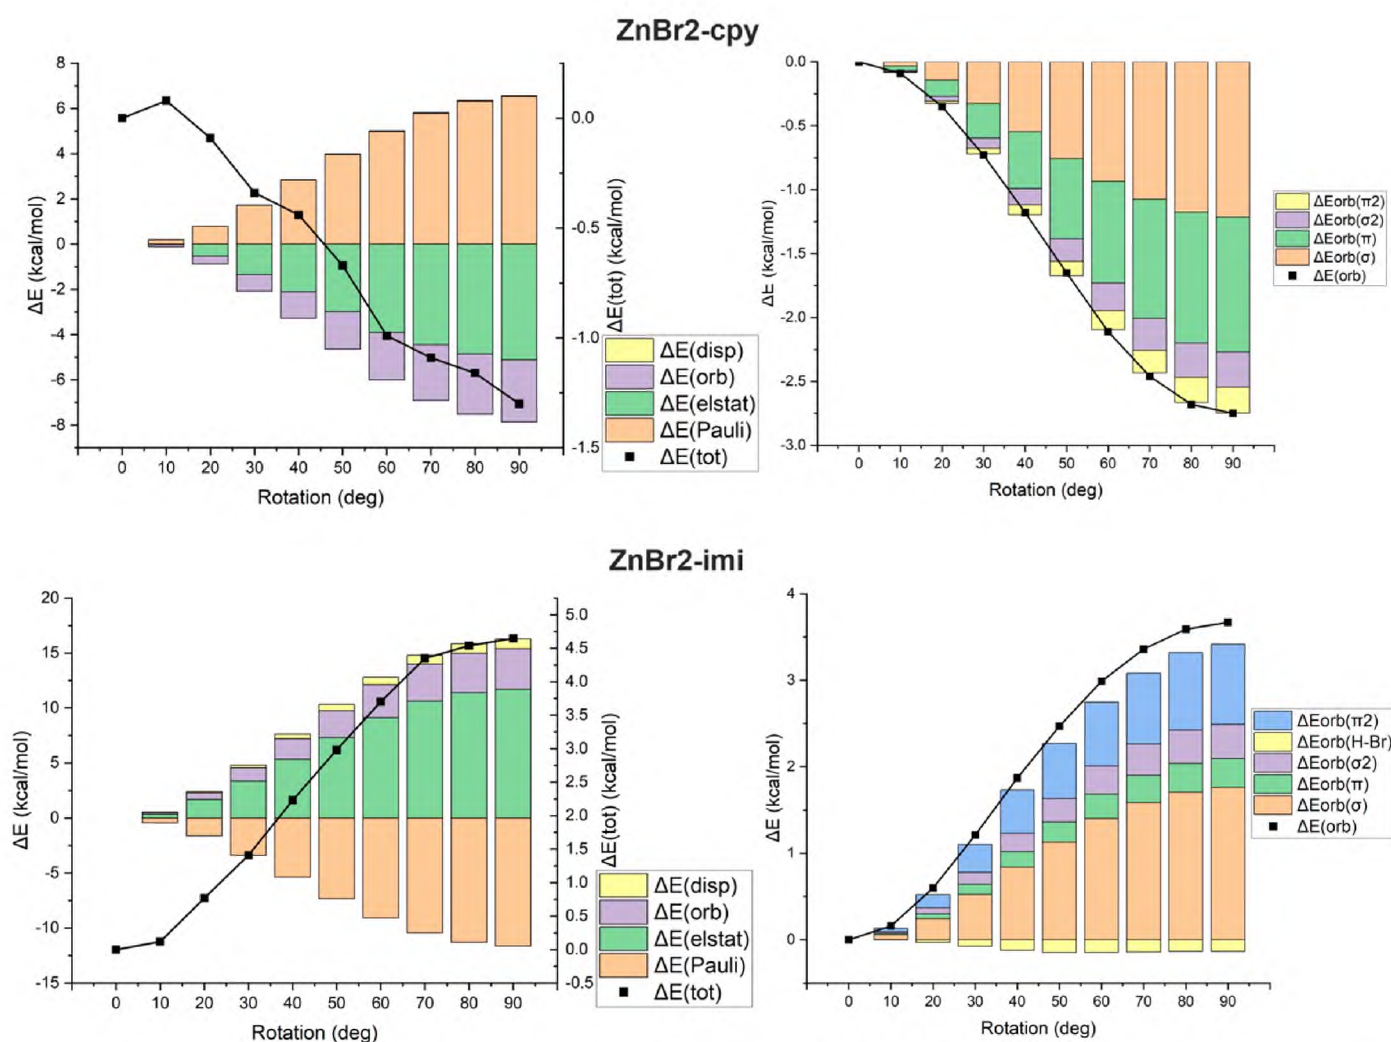 ZnBr2-cpy
8
6
4
2
0
-2
-4
-6
-8
ΔE (kcal/mol)
0 10 20 30 40 50 60 70 80 90
Rotation (deg)
0.0
-0.5
-1.0
-1.5
ΔE(tot) (kcal/mol)
ΔE(disp)
ΔE(orb)
ΔE(elstat)
ΔE(Pauli)
ΔE(tot)
0.0
-0.5
-1.0
-1.5
-2.0
-2.5
-3.0
ΔE (kcal/mol)
0 10 20 30 40 50 60 70 80 90
Rotation (deg)
ΔEorb(π2)
ΔEorb(σ2)
ΔEorb(π)
ΔEorb(σ)
ΔE(orb)
ZnBr2-imi
20
15
10
5
0
-5
-10
-15
ΔE (kcal/mol)
0 10 20 30 40 50 60 70 80 90
Rotation (deg)
5.0
4.5
4.0
3.5
3.0
2.5
2.0
1.5
1.0
0.5
0.0
-0.5
ΔE(tot) (kcal/mol)
ΔE(disp)
ΔE(orb)
ΔE(elstat)
ΔE(Pauli)
ΔE(tot)
4
3
2
1
0
ΔE (kcal/mol)
0 10 20 30 40 50 60 70 80 90
Rotation (deg)
ΔEorb(π2)
ΔEorb(H-Br)
ΔEorb(σ2)
ΔEorb(π)
ΔEorb(σ)
ΔE(orb)